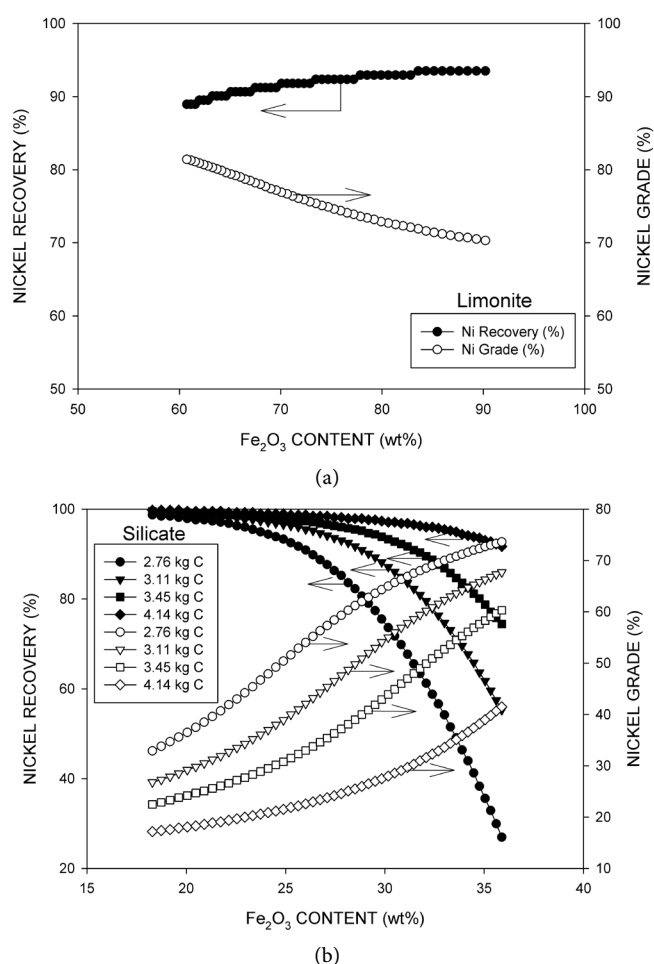 100
90
80
70
60
50
NICKEL RECOVERY (%)
100
90
80
70
60
50
NICKEL GRADE (%)
Limonite
Ni Recovery (%)
Ni Grade (%)
50 60 70 80 90 100
Fe₂O₃ CONTENT (wt%)
(a)
100
80
60
40
20
NICKEL RECOVERY (%)
80
70
60
50
40
30
20
10
NICKEL GRADE (%)
Silicate
2.76 kg C
3.11 kg C
3.45 kg C
4.14 kg C
2.76 kg C
3.11 kg C
3.45 kg C
4.14 kg C
15 20 25 30 35 40
Fe₂O₃ CONTENT (wt%)
(b)